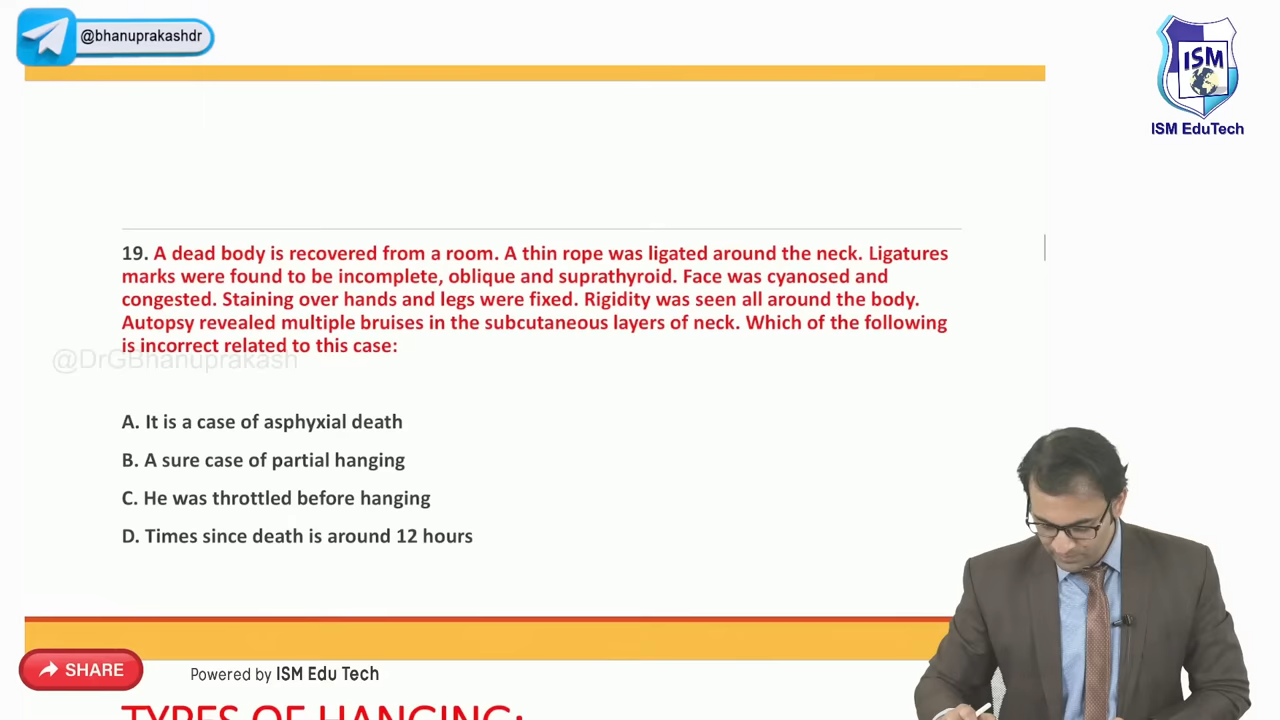 @bhanuprakashdr
ISM
ISM EduTech
19. A dead body is recovered from a room. A thin rope was ligated around the neck. Ligatures
marks were found to be incomplete, oblique and suprathyroid. Face was cyanosed and
congested. Staining over hands and legs were fixed. Rigidity was seen all around the body.
Autopsy revealed multiple bruises in the subcutaneous layers of neck. Which of the following
is incorrect related to this case:
@DrGBhanuprakash
A. It is a case of asphyxial death
B. A sure case of partial hanging
C. He was throttled before hanging
D. Times since death is around 12 hours
SHARE
Powered by ISM Edu Tech
TYPES OF HANGING: